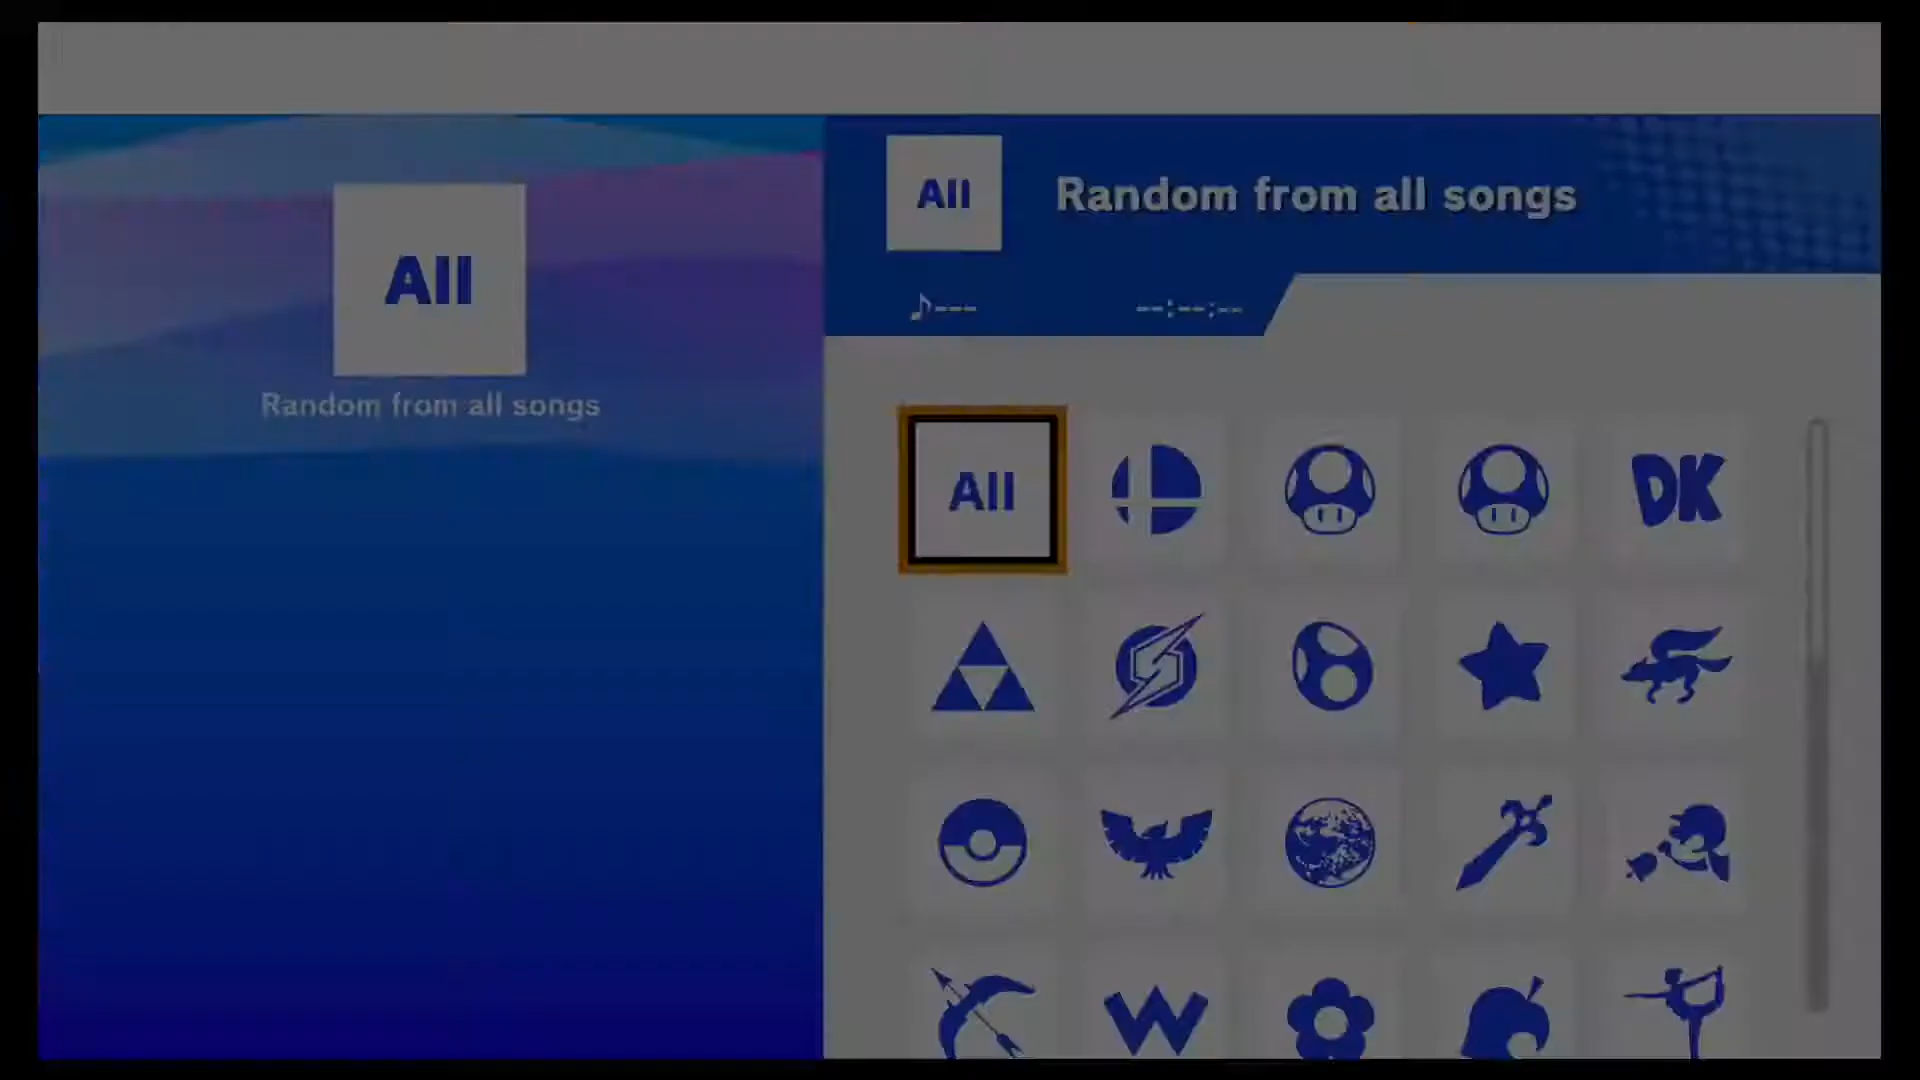 All
Random from all songs
All
Random from all songs
♪---
--:--:--
All
DK